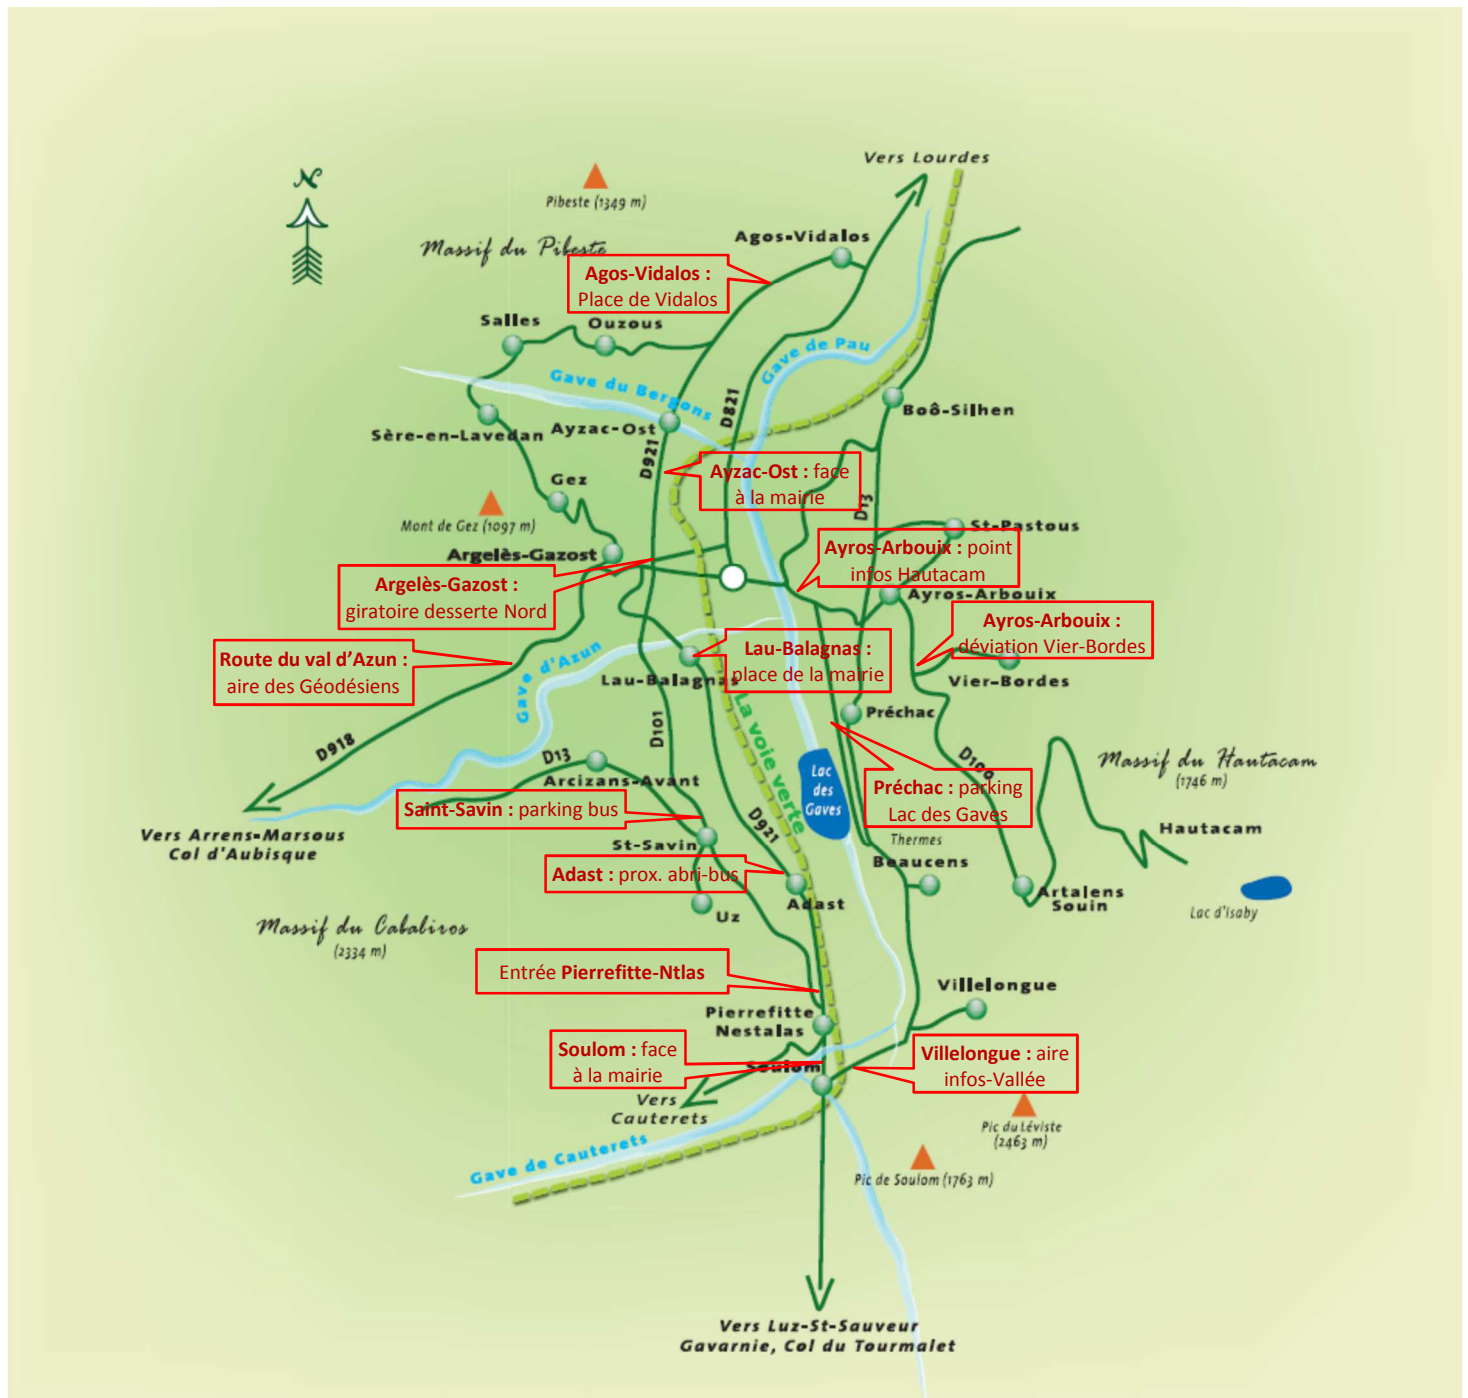 Vers Lourdes
N
Pibeste (1349 m)
Massif du Pibeste
Agos-Vidalos
Agos-Vidalos :
Place de Vidalos
Salles
Ouzous
Gave de Pau
Gave du Bergons
D821
Boô-Silhen
Sère-en-Lavedan
Ayzac-Ost
D921
Ayzac-Ost : face
à la mairie
Gez
D13
Mont de Gez (1097 m)
St-Pastous
Argelès-Gazost
Ayros-Arbouix : point
infos Hautacam
Argelès-Gazost :
giratoire desserte Nord
Ayros-Arbouix
Ayros-Arbouix :
déviation Vier-Bordes
Route du val d'Azun :
aire des Géodésiens
Gave d'Azun
Lau-Balagnas :
place de la mairie
Lau-Balagnas
Vier-Bordes
La voie verte
Préchac
D101
D918
D13
Arcizans-Avant
D100
Massif du Hautacam
(1746 m)
Lac
des
Gaves
Préchac : parking
Lac des Gaves
Saint-Savin : parking bus
D921
Vers Arrens-Marsous
Col d'Aubisque
St-Savin
Thermes
Beaucens
Hautacam
Adast : prox. abri-bus
Adast
Artalens
Souin
Lac d'isaby
Uz
Massif du Cabaliros
(2334 m)
Entrée Pierrefitte-Ntlas
Villelongue
Pierrefitte
Nestalas
Soulom : face
à la mairie
Soulom
Villelongue : aire
infos-Vallée
Vers
Cauterets
Pic du Léviste
(2463 m)
Gave de Cauterets
Pic de Soulom (1763 m)
Vers Luz-St-Sauveur
Gavarnie, Col du Tourmalet